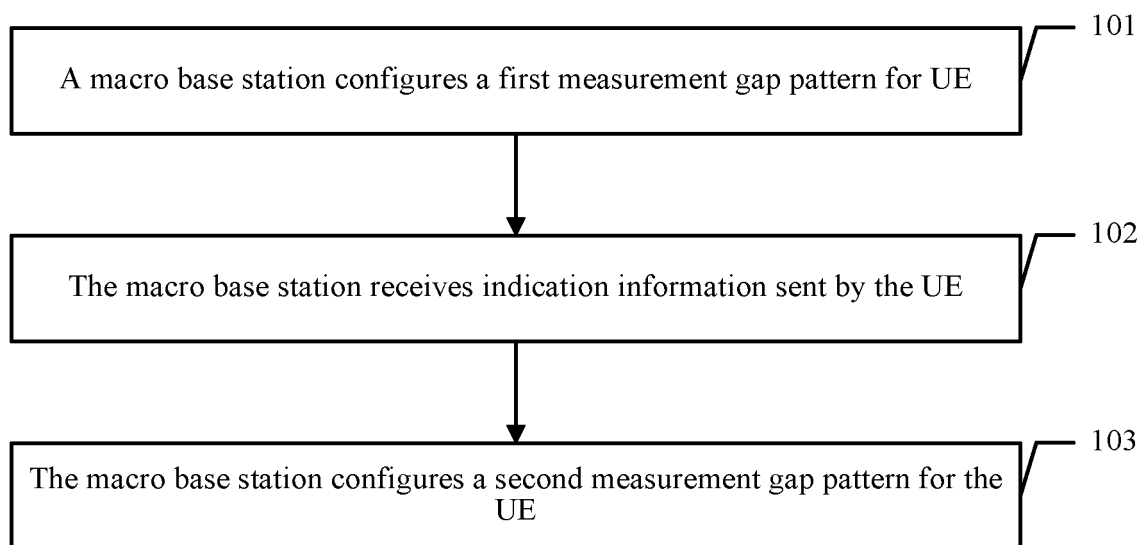 101
A macro base station configures a first measurement gap pattern for UE
102
The macro base station receives indication information sent by the UE
103
The macro base station configures a second measurement gap pattern for the
UE